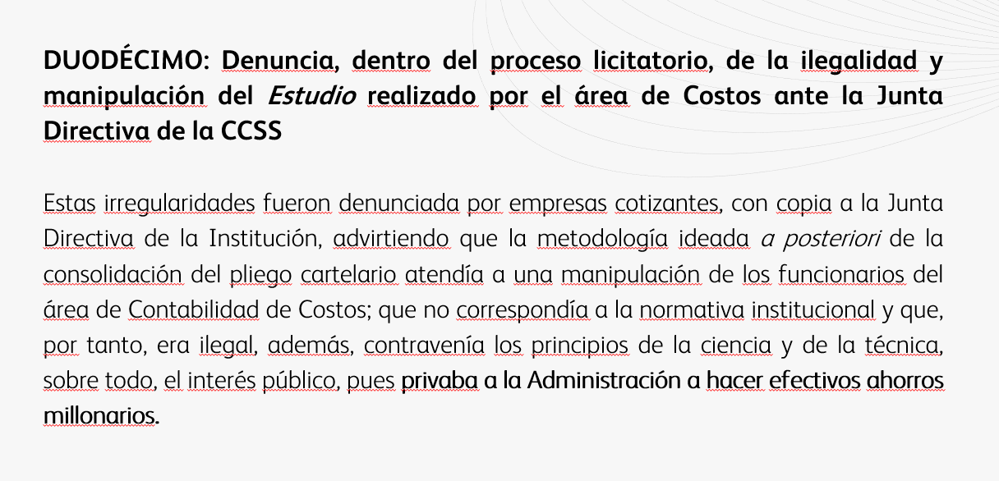 DUODÉCIMO: Denuncia, dentro del proceso licitatorio, de la ilegalidad y
manipulación del Estudio realizado por el área de Costos ante la Junta
Directiva de la CCSS
Estas irregularidades fueron denunciada por empresas cotizantes, con copia a la Junta
Directiva de la Institución, advirtiendo que la metodología ideada a posteriori de la
consolidación del pliego cartelario atendía a una manipulación de los funcionarios del
área de Contabilidad de Costos; que no correspondía a la normativa institucional y que,
por tanto, era ilegal, además, contravenía los principios de la ciencia y de la técnica,
sobre todo, el interés público, pues privaba a la Administración a hacer efectivos ahorros
millonarios.